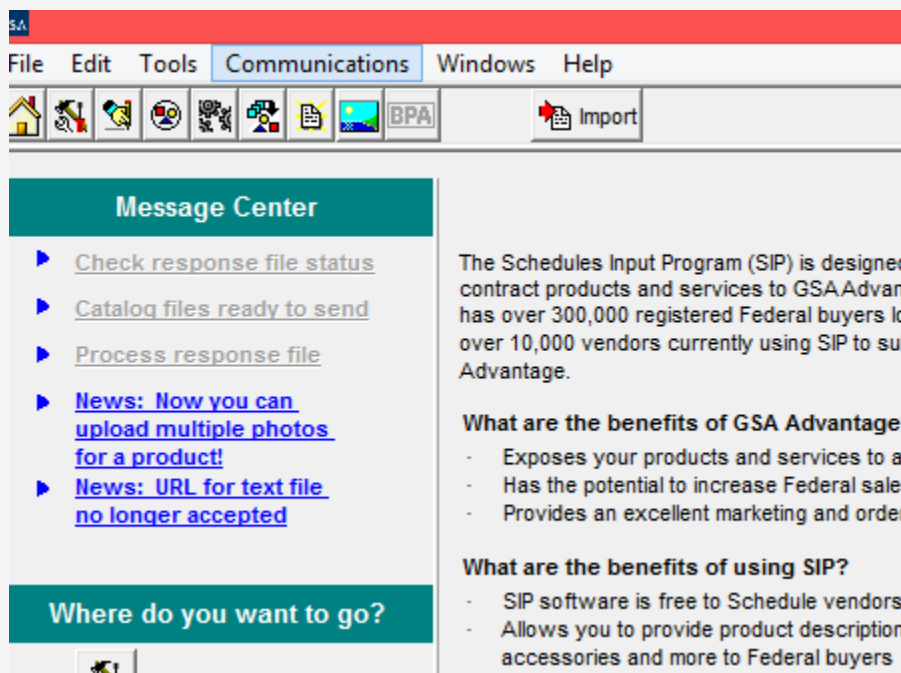 SA
File Edit Tools Communications Windows Help
BPA Import
Message Center
Check response file status
Catalog files ready to send
Process response file
News: Now you can
upload multiple photos
for a product!
News: URL for text file
no longer accepted
Where do you want to go?
The Schedules Input Program (SIP) is designed
contract products and services to GSA Advan
has over 300,000 registered Federal buyers lo
over 10,000 vendors currently using SIP to su
Advantage.
What are the benefits of GSA Advantage
· Exposes your products and services to a
· Has the potential to increase Federal sale
· Provides an excellent marketing and order
What are the benefits of using SIP?
· SIP software is free to Schedule vendors
· Allows you to provide product description
accessories and more to Federal buyers